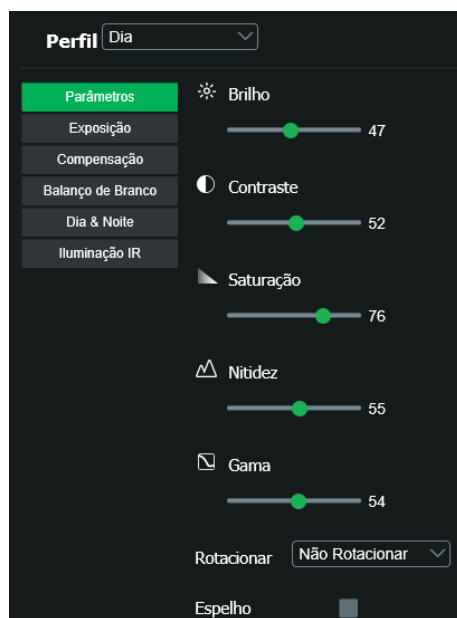 Perfil Dia
Parâmetros
Exposição
Compensação
Balanço de Branco
Dia & Noite
Iluminação IR
Brilho
47
Contraste
52
Saturação
76
Nitidez
55
Gama
54
Rotacionar Não Rotacionar
Espelho